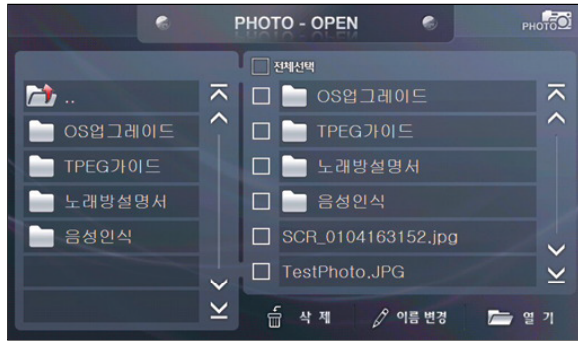 PHOTO - OPEN
PHOTO
전체선택
..
OS업그레이드
TPEG가이드
노래방설명서
음성인식
OS업그레이드
TPEG가이드
노래방설명서
음성인식
SCR_0104163152.jpg
TestPhoto.JPG
삭 제
이름 변경
열 기